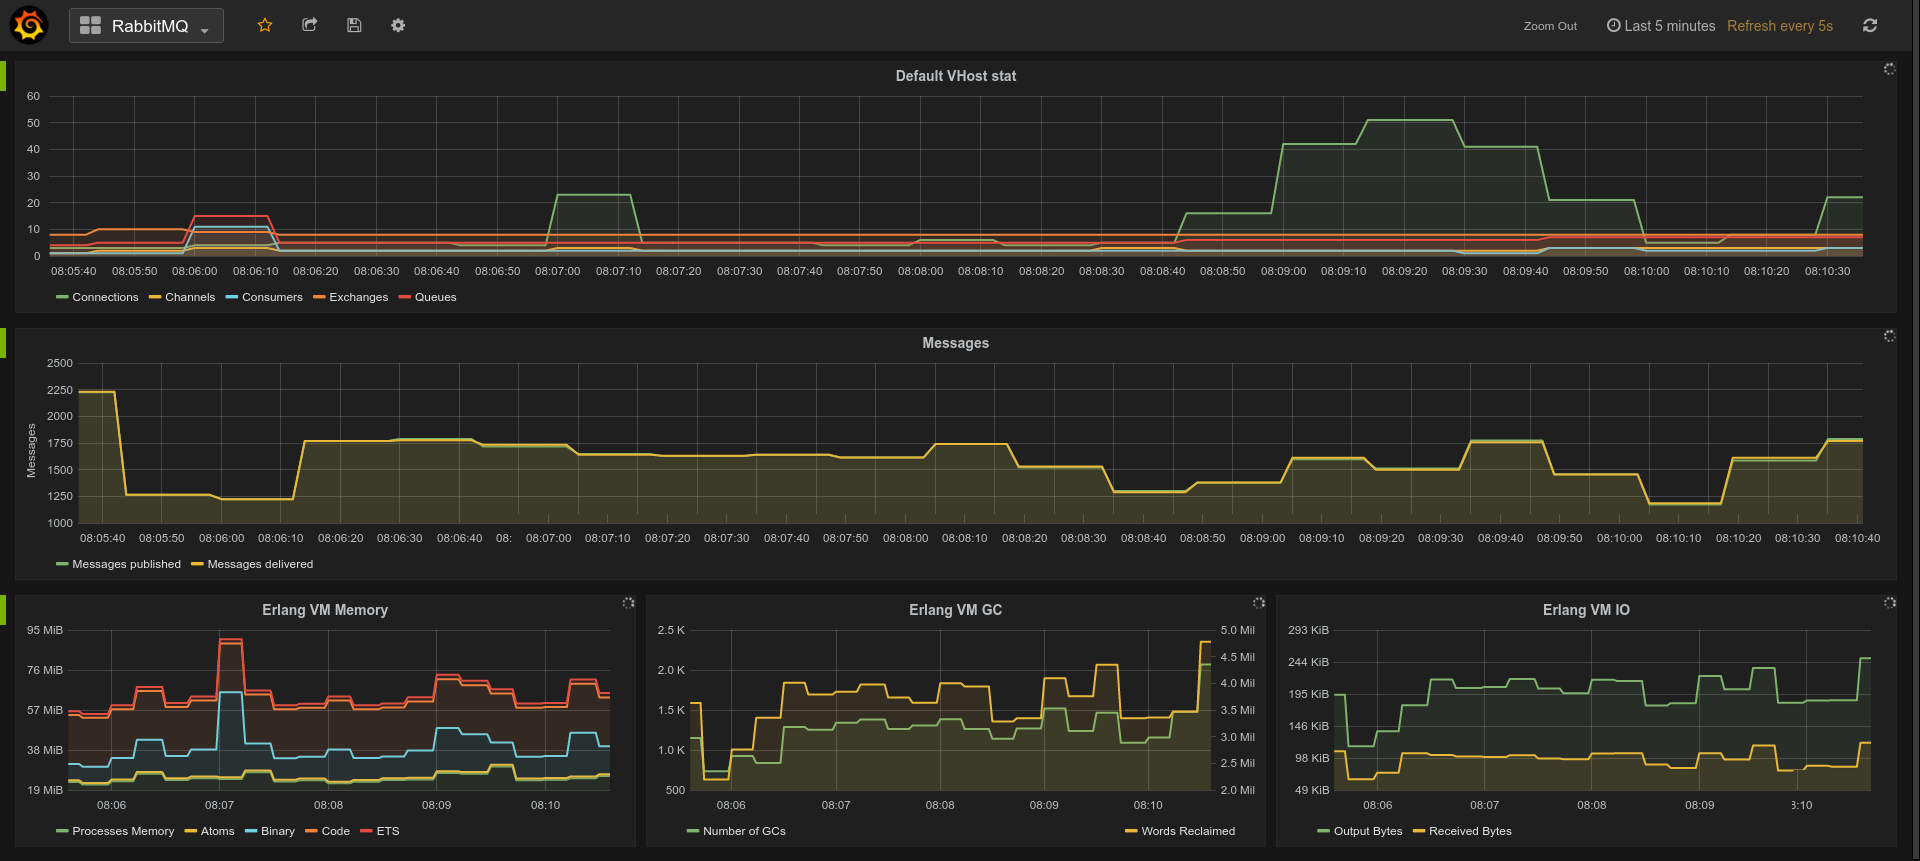 RabbitMQ
Zoom Out Last 5 minutes Refresh every 5s
Default VHost stat
60
50
40
30
20
10
0
08:05:40 08:05:50 08:06:00 08:06:10 08:06:20 08:06:30 08:06:40 08:06:50 08:07:00 08:07:10 08:07:20 08:07:30 08:07:40 08:07:50 08:08:00 08:08:10 08:08:20 08:08:30 08:08:40 08:08:50 08:09:00 08:09:10 08:09:20 08:09:30 08:09:40 08:09:50 08:10:00 08:10:10 08:10:20 08:10:30
Connections Channels Consumers Exchanges Queues
Messages
Messages
2500
2250
2000
1750
1500
1250
1000
08:05:40 08:05:50 08:06:00 08:06:10 08:06:20 08:06:30 08:06:40 08: 08:07:00 08:07:10 08:07:20 08:07:30 08:07:40 08:07:50 08:08:00 08:08:10 08:08:20 08:08:30 08:08:40 08:08:50 08:09:00 08:09:10 08:09:20 08:09:30 08:09:40 08:09:50 08:10:00 08:10:10 08:10:20 08:10:30 08:10:40
Messages published Messages delivered
Erlang VM Memory
95 MiB
76 MiB
57 MiB
38 MiB
19 MiB
08:06 08:07 08:08 08:09 08:10
Processes Memory Atoms Binary Code ETS
Erlang VM GC
2.5 K
2.0 K
1.5 K
1.0 K
500
5.0 Mil
4.5 Mil
4.0 Mil
3.5 Mil
3.0 Mil
2.5 Mil
2.0 Mil
08:06 08:07 08:08 08:09 08:10
Number of GCs Words Reclaimed
Erlang VM IO
293 KiB
244 KiB
195 KiB
146 KiB
98 KiB
49 KiB
08:06 08:07 08:08 08:09 3:10
Output Bytes Received Bytes